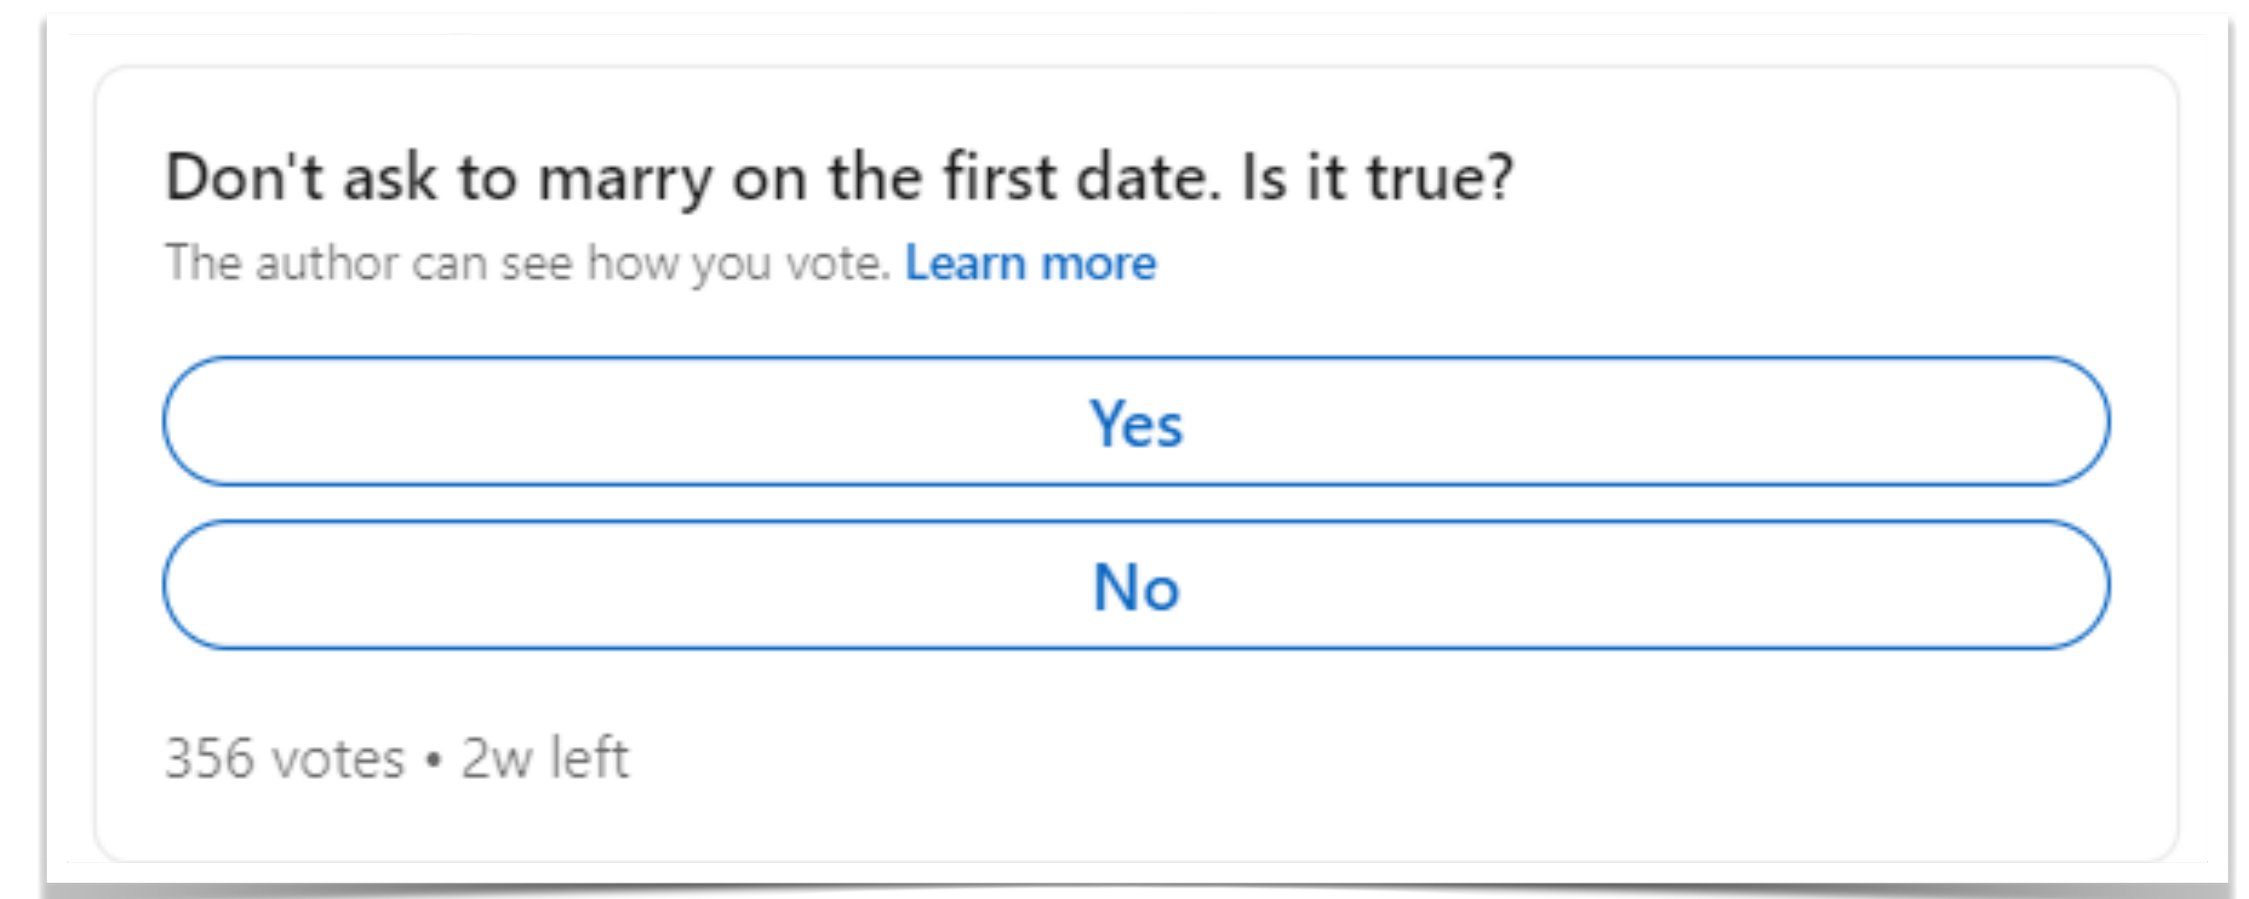 Don't ask to marry on the first date. Is it true?
The author can see how you vote. Learn more
Yes
No
356 votes • 2w left